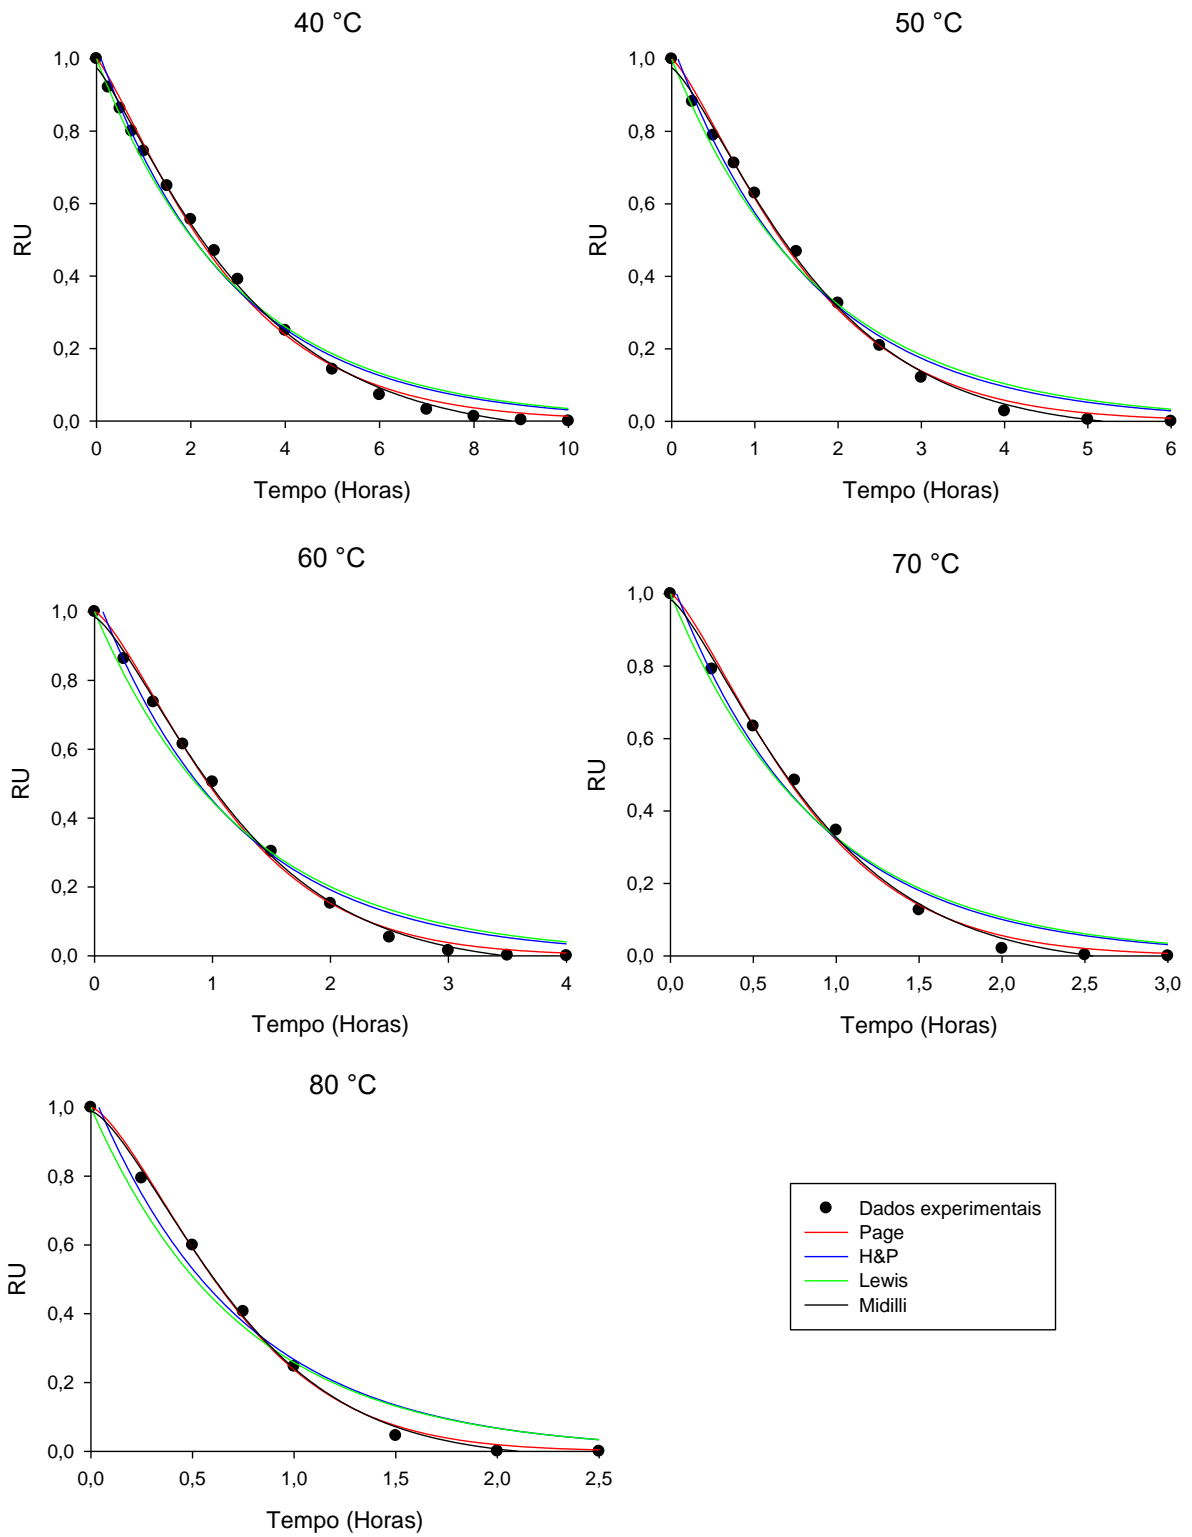 40 °C
1,0
0,8
0,6
0,4
0,2
0,0
RU
0 2 4 6 8 10
Tempo (Horas)
50 °C
1,0
0,8
0,6
0,4
0,2
0,0
RU
0 1 2 3 4 5 6
Tempo (Horas)
60 °C
1,0
0,8
0,6
0,4
0,2
0,0
RU
0 1 2 3 4
Tempo (Horas)
70 °C
1,0
0,8
0,6
0,4
0,2
0,0
RU
0,0 0,5 1,0 1,5 2,0 2,5 3,0
Tempo (Horas)
80 °C
1,0
0,8
0,6
0,4
0,2
0,0
RU
0,0 0,5 1,0 1,5 2,0 2,5
Tempo (Horas)
Dados experimentais
Page
H&P
Lewis
Midilli